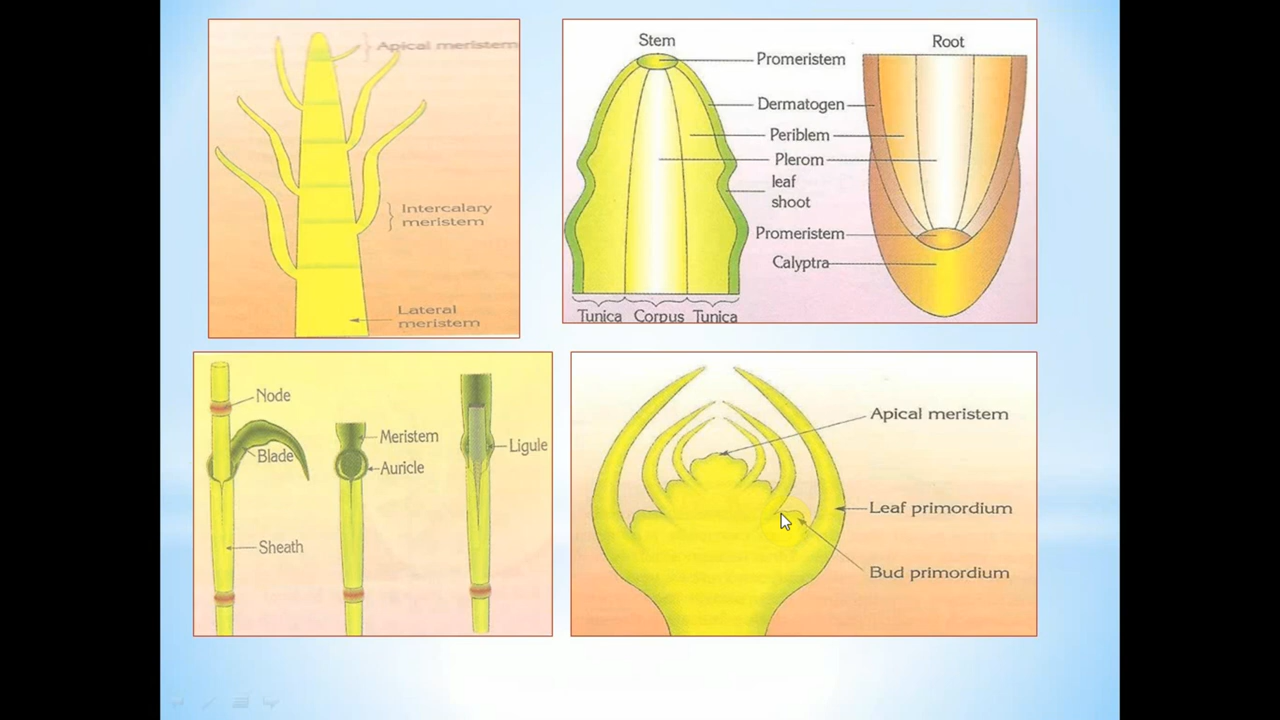 Apical meristem
Intercalary
meristem
Lateral
meristem
Stem
Root
Promeristem
Dermatogen
Periblem
Plerom
leaf
shoot
Promeristem
Calyptra
Tunica Corpus Tunica
Node
Blade
Sheath
Meristem
Auricle
Ligule
Apical meristem
Leaf primordium
Bud primordium